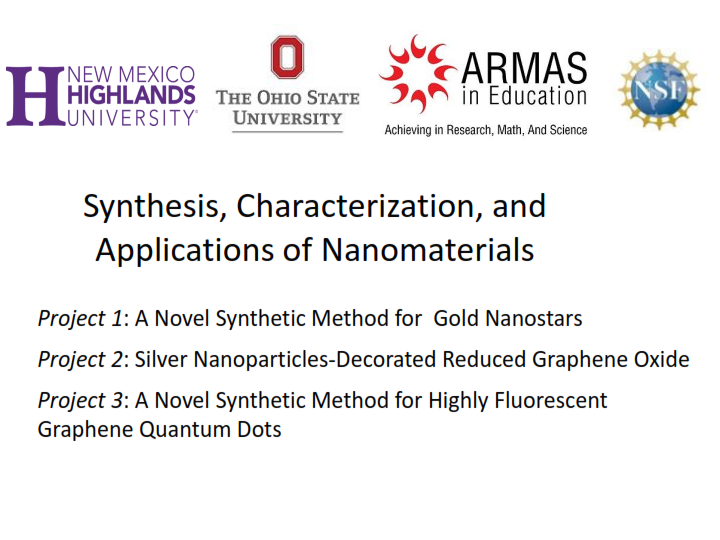 NEW MEXICO
HIGHLANDS
UNIVERSITY
THE OHIO STATE
UNIVERSITY
ARMAS
in Education
Achieving in Research, Math, And Science
NSF
Synthesis, Characterization, and
Applications of Nanomaterials
Project 1: A Novel Synthetic Method for  Gold Nanostars
Project 2: Silver Nanoparticles-Decorated Reduced Graphene Oxide
Project 3: A Novel Synthetic Method for Highly Fluorescent
Graphene Quantum Dots